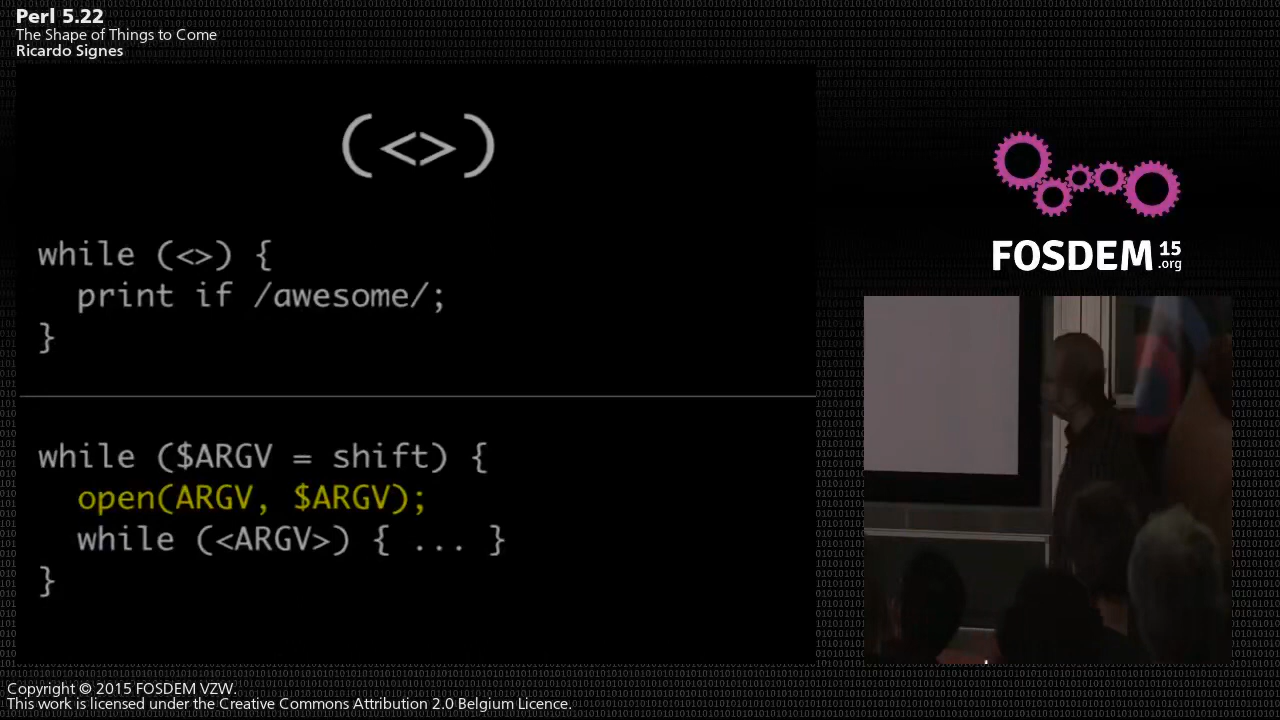 Perl 5.22
The Shape of Things to Come
Ricardo Signes
(<>)
while (<>) {
  print if /awesome/;
}
while ($ARGV = shift) {
  open(ARGV, $ARGV);
  while (<ARGV>) { ... }
}
FOSDEM 15
.org
Copyright © 2015 FOSDEM VZW.
This work is licensed under the Creative Commons Attribution 2.0 Belgium Licence.